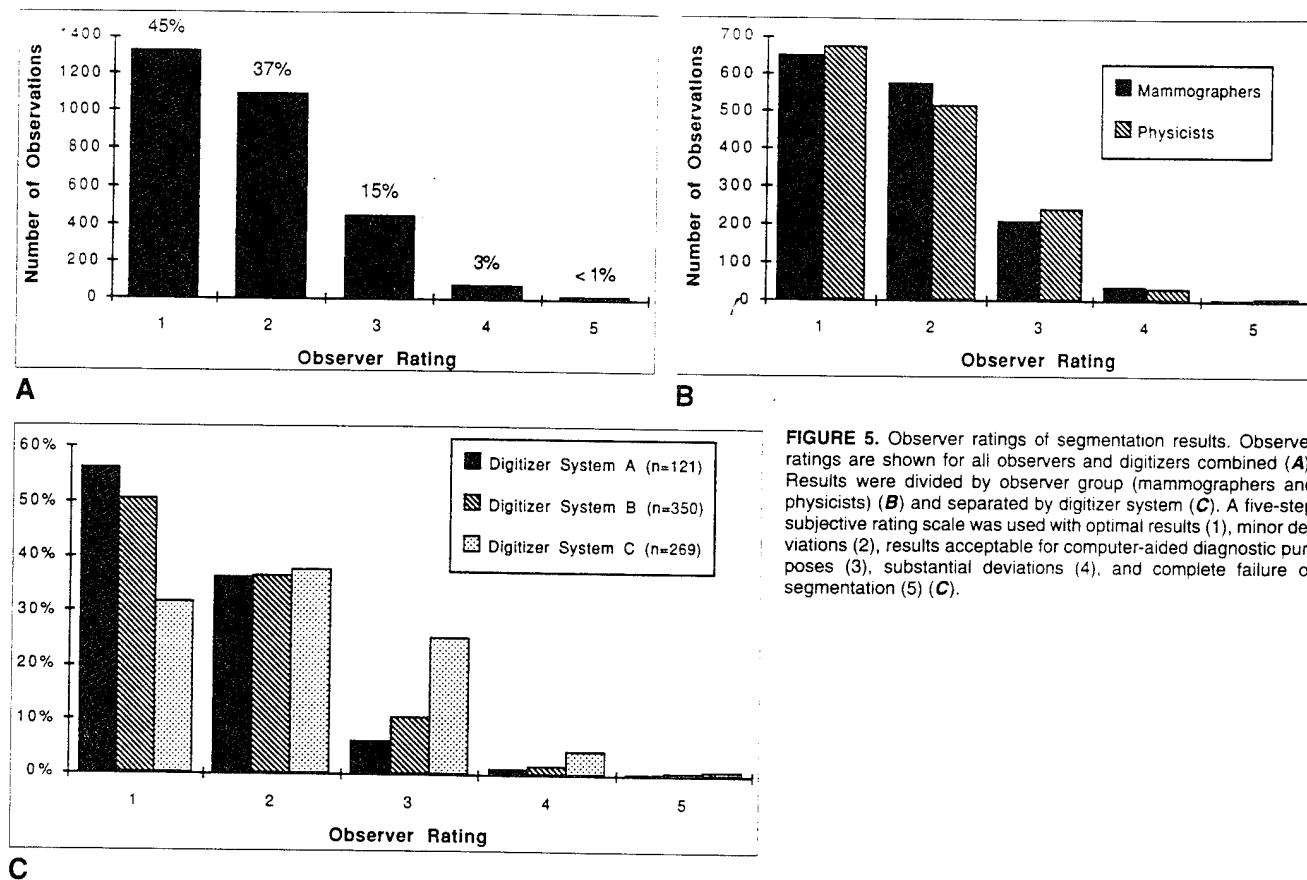 1400
1200
1000
800
600
400
200
0
45%
37%
15%
3%
< 1%
1 2 3 4 5
Number of Observations
Observer Rating
A
700
600
500
400
300
200
100
0
Mammographers
Physicists
1 2 3 4 5
Number of Observations
Observer Rating
B
60%
50%
40%
30%
20%
10%
0%
Digitizer System A (n=121)
Digitizer System B (n=350)
Digitizer System C (n=269)
1 2 3 4 5
Observer Rating
C
FIGURE 5. Observer ratings of segmentation results. Observe
ratings are shown for all observers and digitizers combined (A)
Results were divided by observer group (mammographers and
physicists) (B) and separated by digitizer system (C). A five-step
subjective rating scale was used with optimal results (1), minor de
viations (2), results acceptable for computer-aided diagnostic pur
poses (3), substantial deviations (4), and complete failure o
segmentation (5) (C).